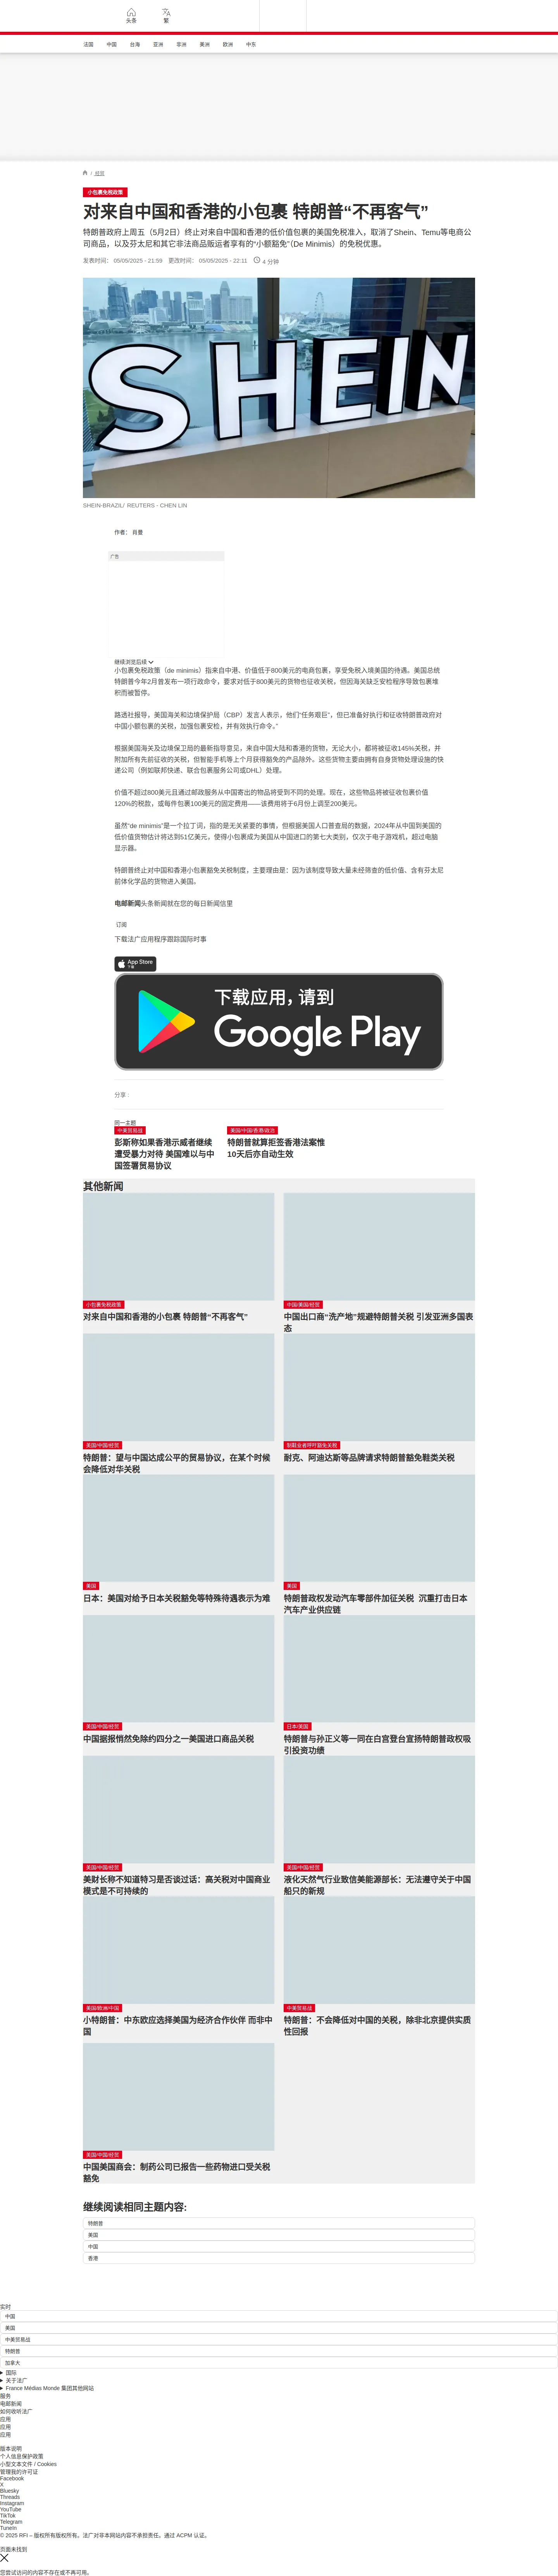 头条
繁
法国
中国
台海
亚洲
非洲
美洲
欧洲
中东
/ 经贸
小包裹免税政策
对来自中国和香港的小包裹 特朗普“不再客气”
特朗普政府上周五（5月2日）终止对来自中国和香港的低价值包裹的美国免税准入，取消了Shein、Temu等电商公
司商品，以及芬太尼和其它非法商品贩运者享有的“小额豁免”（De Minimis）的免税优惠。
发表时间： 05/05/2025 - 21:59 更改时间： 05/05/2025 - 22:11 4 分钟
SHEIN
SHEIN-BRAZIL/ REUTERS - CHEN LIN
作者： 肖曼
广告
继续浏览后续
小包裹免税政策（de minimis）指来自中港、价值低于800美元的电商包裹，享受免税入境美国的待遇。美国总统
特朗普今年2月曾发布一项行政命令，要求对低于800美元的货物也征收关税，但因海关缺乏安检程序导致包裹堆
积而被暂停。
路透社报导，美国海关和边境保护局（CBP）发言人表示，他们“任务艰巨”，但已准备好执行和征收特朗普政府对
中国小额包裹的关税，加强包裹安检，并有效执行命令。”
根据美国海关及边境保卫局的最新指导意见，来自中国大陆和香港的货物，无论大小，都将被征收145%关税，并
附加所有先前征收的关税，但智能手机等上个月获得豁免的产品除外。这些货物主要由拥有自身货物处理设施的快
递公司（例如联邦快递、联合包裹服务公司或DHL）处理。
价值不超过800美元且通过邮政服务从中国寄出的物品将受到不同的处理。现在，这些物品将被征收包裹价值
120%的税款，或每件包裹100美元的固定费用——该费用将于6月份上调至200美元。
虽然“de minimis”是一个拉丁词，指的是无关紧要的事情，但根据美国人口普查局的数据，2024年从中国到美国的
低价值货物估计将达到51亿美元，使得小包裹成为美国从中国进口的第七大类别，仅次于电子游戏机，超过电脑
显示器。
特朗普终止对中国和香港小包裹豁免关税制度，主要理由是：因为该制度导致大量未经筛查的低价值、含有芬太尼
前体化学品的货物进入美国。
电邮新闻头条新闻就在您的每日新闻信里
订阅
下载法广应用程序跟踪国际时事
App Store
下载
下载应用，请到
Google Play
分享 :
同一主题
中美贸易战
彭斯称如果香港示威者继续
遭受暴力对待 美国难以与中
国签署贸易协议
美国/中国/香港/政治
特朗普就算拒签香港法案惟
10天后亦自动生效
其他新闻
小包裹免税政策
对来自中国和香港的小包裹 特朗普“不再客气”
中国/美国/经贸
中国出口商“洗产地”规避特朗普关税 引发亚洲多国表
态
美国/中国/经贸
特朗普：望与中国达成公平的贸易协议，在某个时候
会降低对华关税
制鞋业者呼吁豁免关税
耐克、阿迪达斯等品牌请求特朗普豁免鞋类关税
美国
日本：美国对给予日本关税豁免等特殊待遇表示为难
美国
特朗普政权发动汽车零部件加征关税 沉重打击日本
汽车产业供应链
美国/中国/经贸
中国据报悄然免除约四分之一美国进口商品关税
日本/美国
特朗普与孙正义等一同在白宫登台宣扬特朗普政权吸
引投资功绩
美国/中国/经贸
美财长称不知道特习是否谈过话：高关税对中国商业
模式是不可持续的
美国/中国/经贸
液化天然气行业致信美能源部长：无法遵守关于中国
船只的新规
美国/欧洲/中国
小特朗普：中东欧应选择美国为经济合作伙伴 而非中
国
中美贸易战
特朗普：不会降低对中国的关税，除非北京提供实质
性回报
美国/中国/经贸
中国美国商会：制药公司已报告一些药物进口受关税
豁免
继续阅读相同主题内容:
特朗普
美国
中国
香港
实时
中国
美国
中美贸易战
特朗普
加拿大
国际
关于法广
France Médias Monde 集团其他网站
服务
电邮新闻
如何收听法广
应用
应用
应用
版本说明
个人信息保护政策
小型文本文件 / Cookies
管理我的许可证
Facebook
X
Bluesky
Threads
Instagram
YouTube
TikTok
Telegram
TuneIn
© 2025 RFI – 版权所有版权所有。法广对非本网站内容不承担责任。通过 ACPM 认证。
页面未找到
您尝试访问的内容不存在或不再可用。